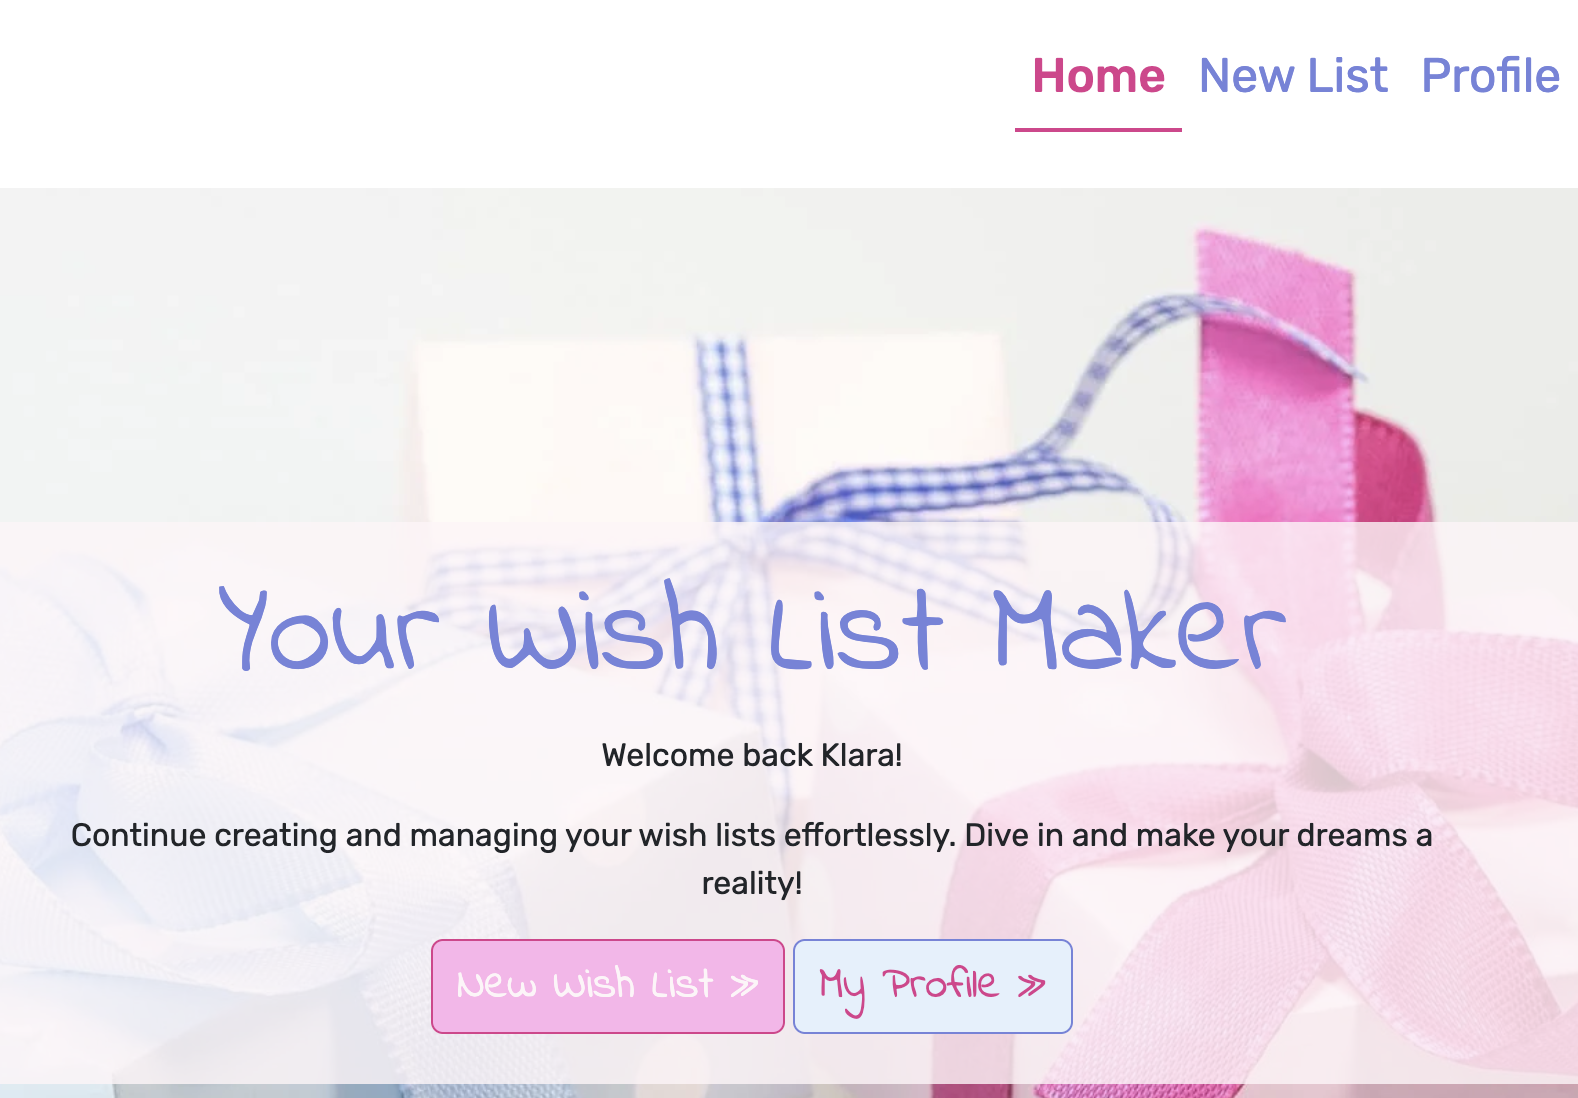 Home New List Profile
Your Wish List Maker
Welcome back Klara!
Continue creating and managing your wish lists effortlessly. Dive in and make your dreams a
reality!
New Wish List » My Profile »